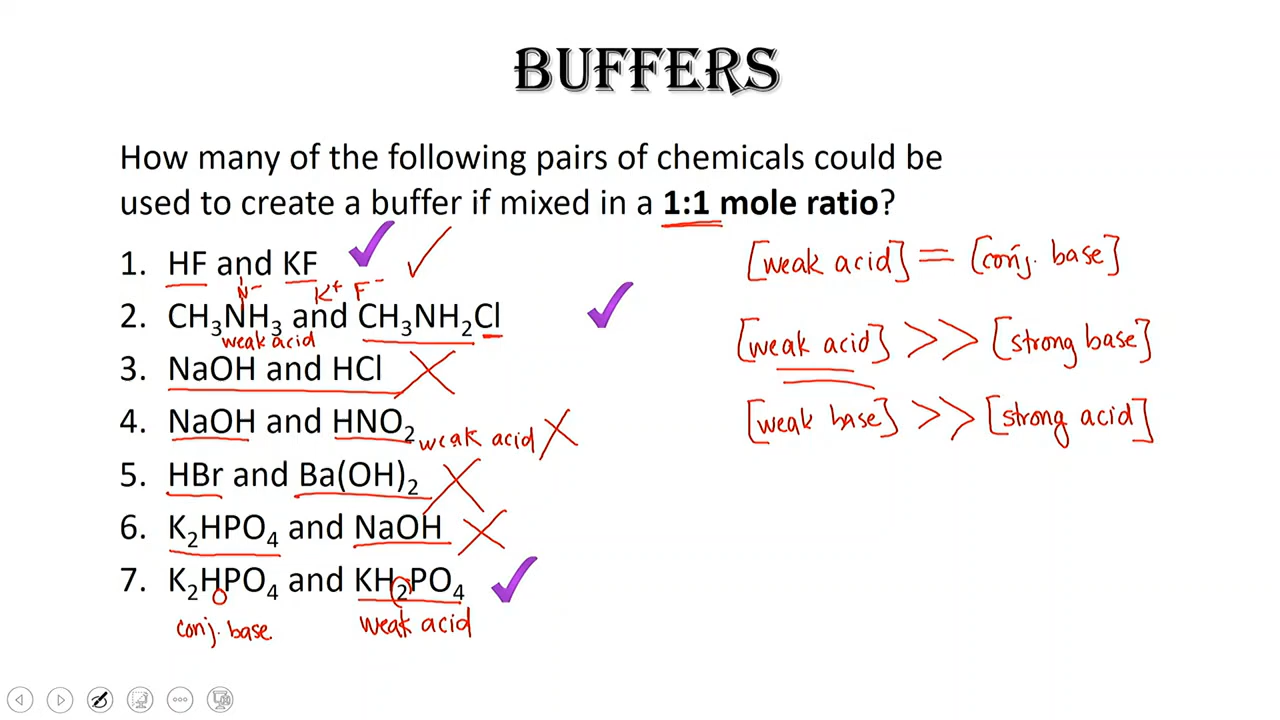 BUFFERS
How many of the following pairs of chemicals could be
used to create a buffer if mixed in a 1:1 mole ratio?
1. HF and KF
K⁺ F⁻
N⁻
2. CH₃NH₃ and CH₃NH₂Cl
weak acid
3. NaOH and HCl
4. NaOH and HNO₂
weak acid
5. HBr and Ba(OH)₂
6. K₂HPO₄ and NaOH
7. K₂HPO₄ and KH₂PO₄
conj. base weak acid
[weak acid] = [conj. base]
[weak acid] >> [strong base]
[weak base] >> [strong acid]